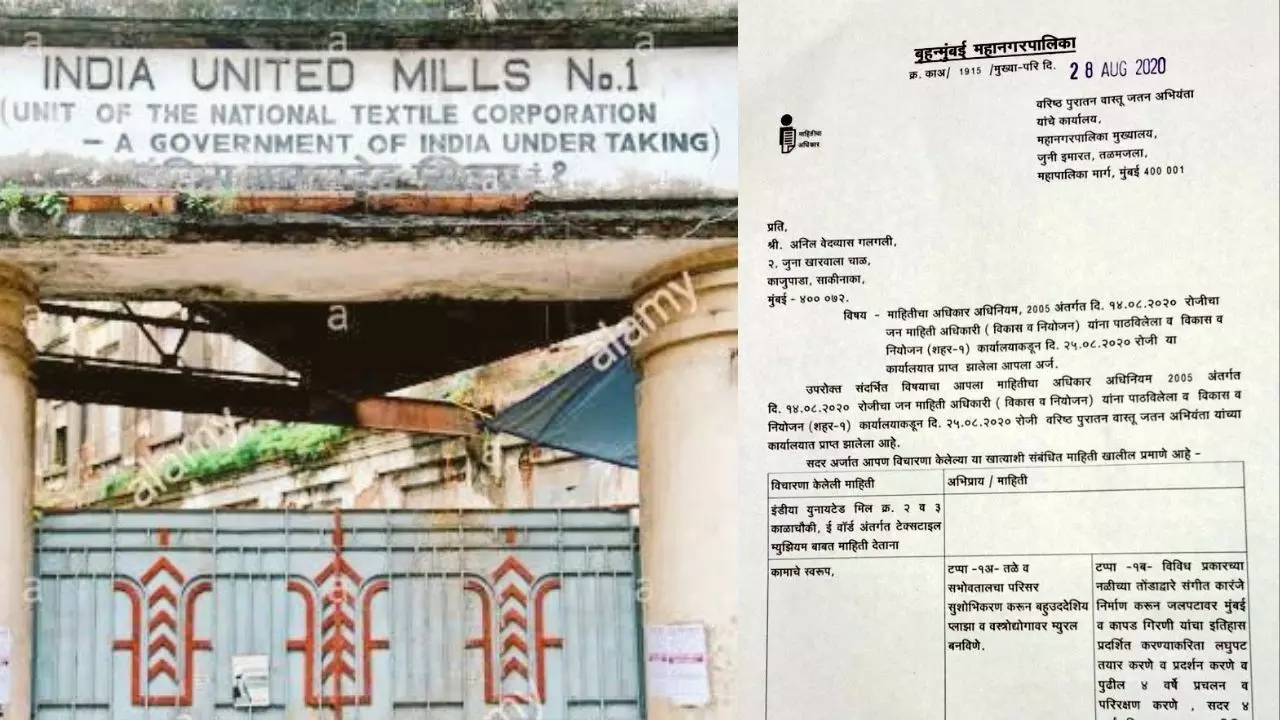 INDIA UNITED MILLS No.1
(UNIT OF THE NATIONAL TEXTILE CORPORATION
- A GOVERNMENT OF INDIA UNDER TAKING)
alamy
alamy
alamy
बृहन्मुंबई महानगरपालिका
क्र. काअ/ 1915 /मुख्या-परि दि. 28 AUG 2020
माहितीचा
अधिकार
वरिष्ठ पुरातन वास्तू जतन अभियंता
यांचे कार्यालय,
महानगरपालिका मुख्यालय,
जुनी इमारत, तळमजला,
महापालिका मार्ग, मुंबई 400 001
प्रति,
श्री. अनिल वेदव्यास गलगली,
२, जुना खारवाला चाळ,
काजुपाडा, साकीनाका,
मुंबई - ४०० ०७२.
विषय - माहितीचा अधिकार अधिनियम, 2005 अंतर्गत दि. १४.०८.२०२० रोजीचा
जन माहिती अधिकारी ( विकास व नियोजन) यांना पाठविलेला व विकास व
नियोजन (शहर-१) कार्यालयाकडून दि. २५.०८.२०२० रोजी या
कार्यालयात प्राप्त झालेला आपला अर्ज.
उपरोक्त संदर्भित विषयाचा आपला माहितीचा अधिकार अधिनियम 2005 अंतर्गत
दि. १४.०८.२०२० रोजीचा जन माहिती अधिकारी ( विकास व नियोजन) यांना पाठविलेला व विकास व
नियोजन (शहर-१) कार्यालयाकडून दि. २५.०८.२०२० रोजी वरिष्ठ पुरातन वास्तू जतन अभियंता यांच्या
कार्यालयात प्राप्त झालेला आहे.
सदर अर्जात आपण विचारणा केलेल्या या खात्याशी संबंधित माहिती खालील प्रमाणे आहे -
विचारणा केलेली माहिती अभिप्राय / माहिती
इंडीया युनायटेड मिल क्र. २ व ३
काळाचौकी, ई वॉर्ड अंतर्गत टेक्सटाइल
म्युझियम बाबत माहिती देताना
कामाचे स्वरूप,
टप्पा -१अ- तळे व
सभोवतालचा परिसर
सुशोभिकरण करून बहुउददेशिय
प्लाझा व वस्त्रोद्योगावर म्युरल
बनविणे.
टप्पा -१ब- विविध प्रकारच्या
नळीच्या तोंडाद्वारे संगीत कारंजे
निर्माण करून जलपटावर मुंबई
व कापड गिरणी यांचा इतिहास
प्रदर्शित करण्याकरिता लघुपट
तयार करणे व प्रदर्शन करणे व
पुढील ४ वर्षे प्रचलन व
परिरक्षण करणे , सदर ४